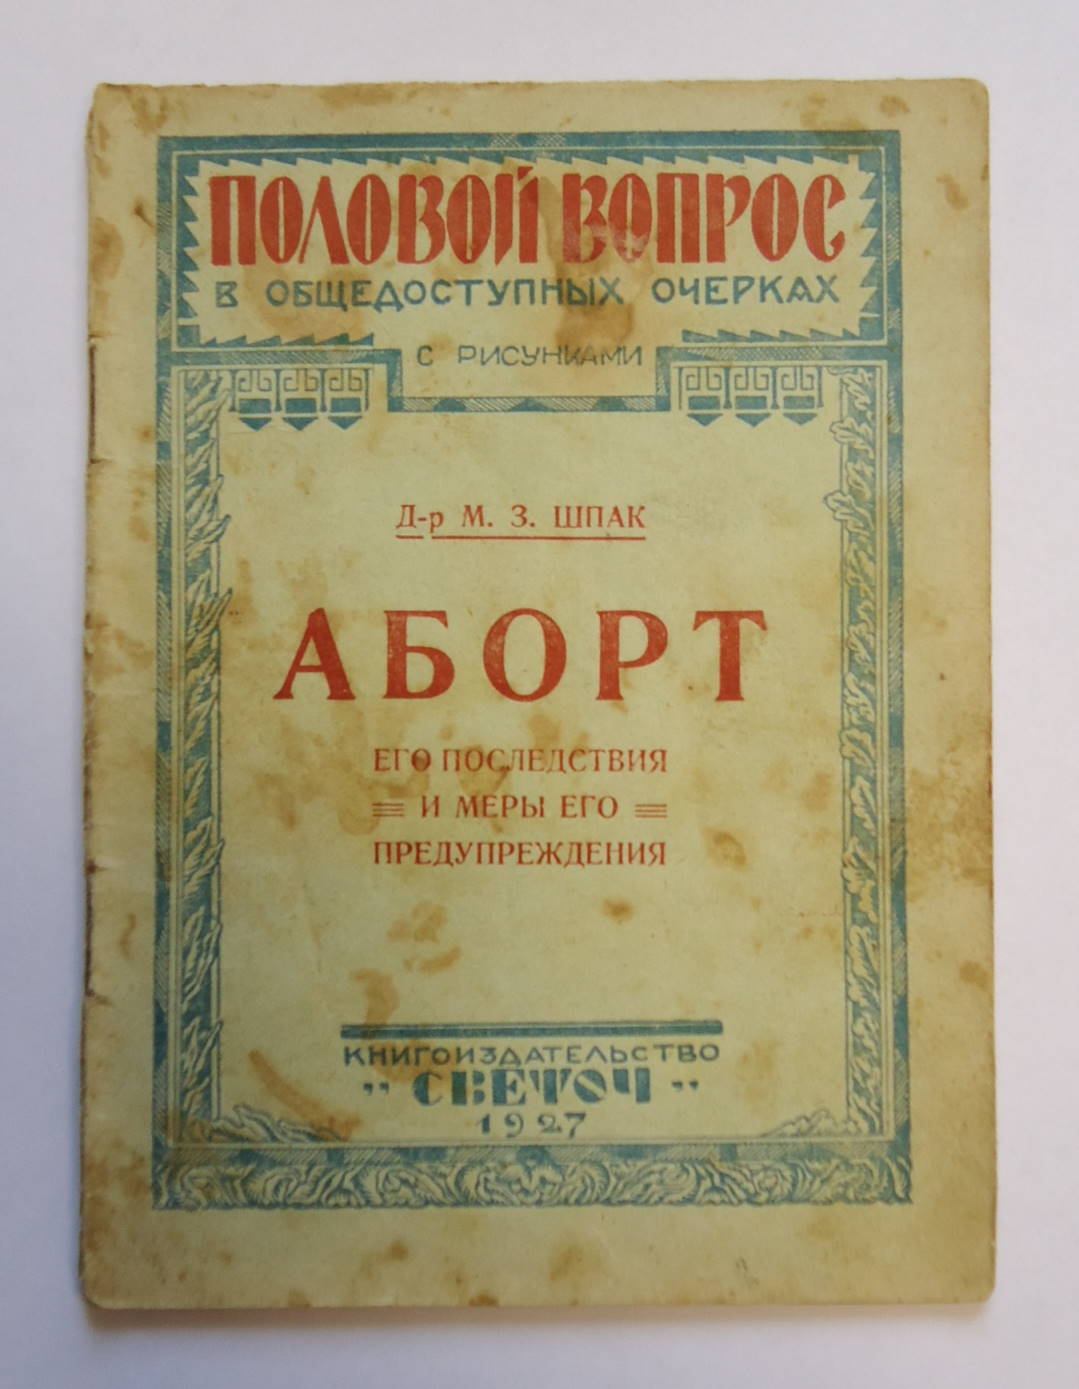 ПОЛОВОЙ ВОПРОС
В ОБЩЕДОСТУПНЫХ ОЧЕРКАХ
С РИСУНКАМИ
Д-р М. З. ШПАК
АБОРТ
ЕГО ПОСЛЕДСТВИЯ
И МЕРЫ ЕГО
ПРЕДУПРЕЖДЕНИЯ
КНИГОИЗДАТЕЛЬСТВО
„СВЕТОЧ”
1927